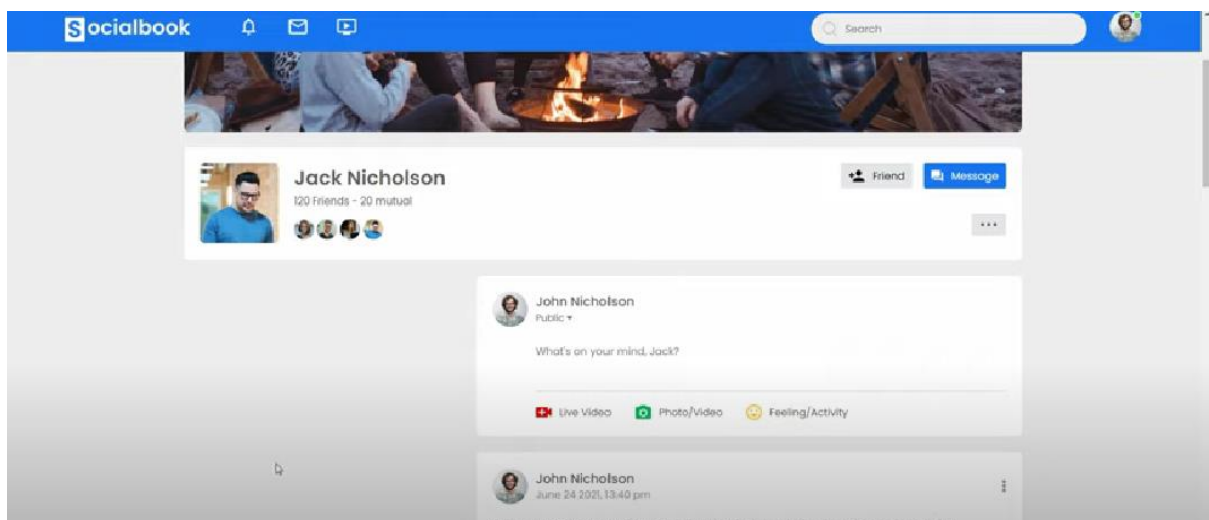 Socialbook
Search
Jack Nicholson
120 Friends - 20 mutual
Friend
Message
John Nicholson
Public
What's on your mind, Jack?
Live Video
Photo/Video
Feeling/Activity
John Nicholson
June 24 2021, 13:40 pm